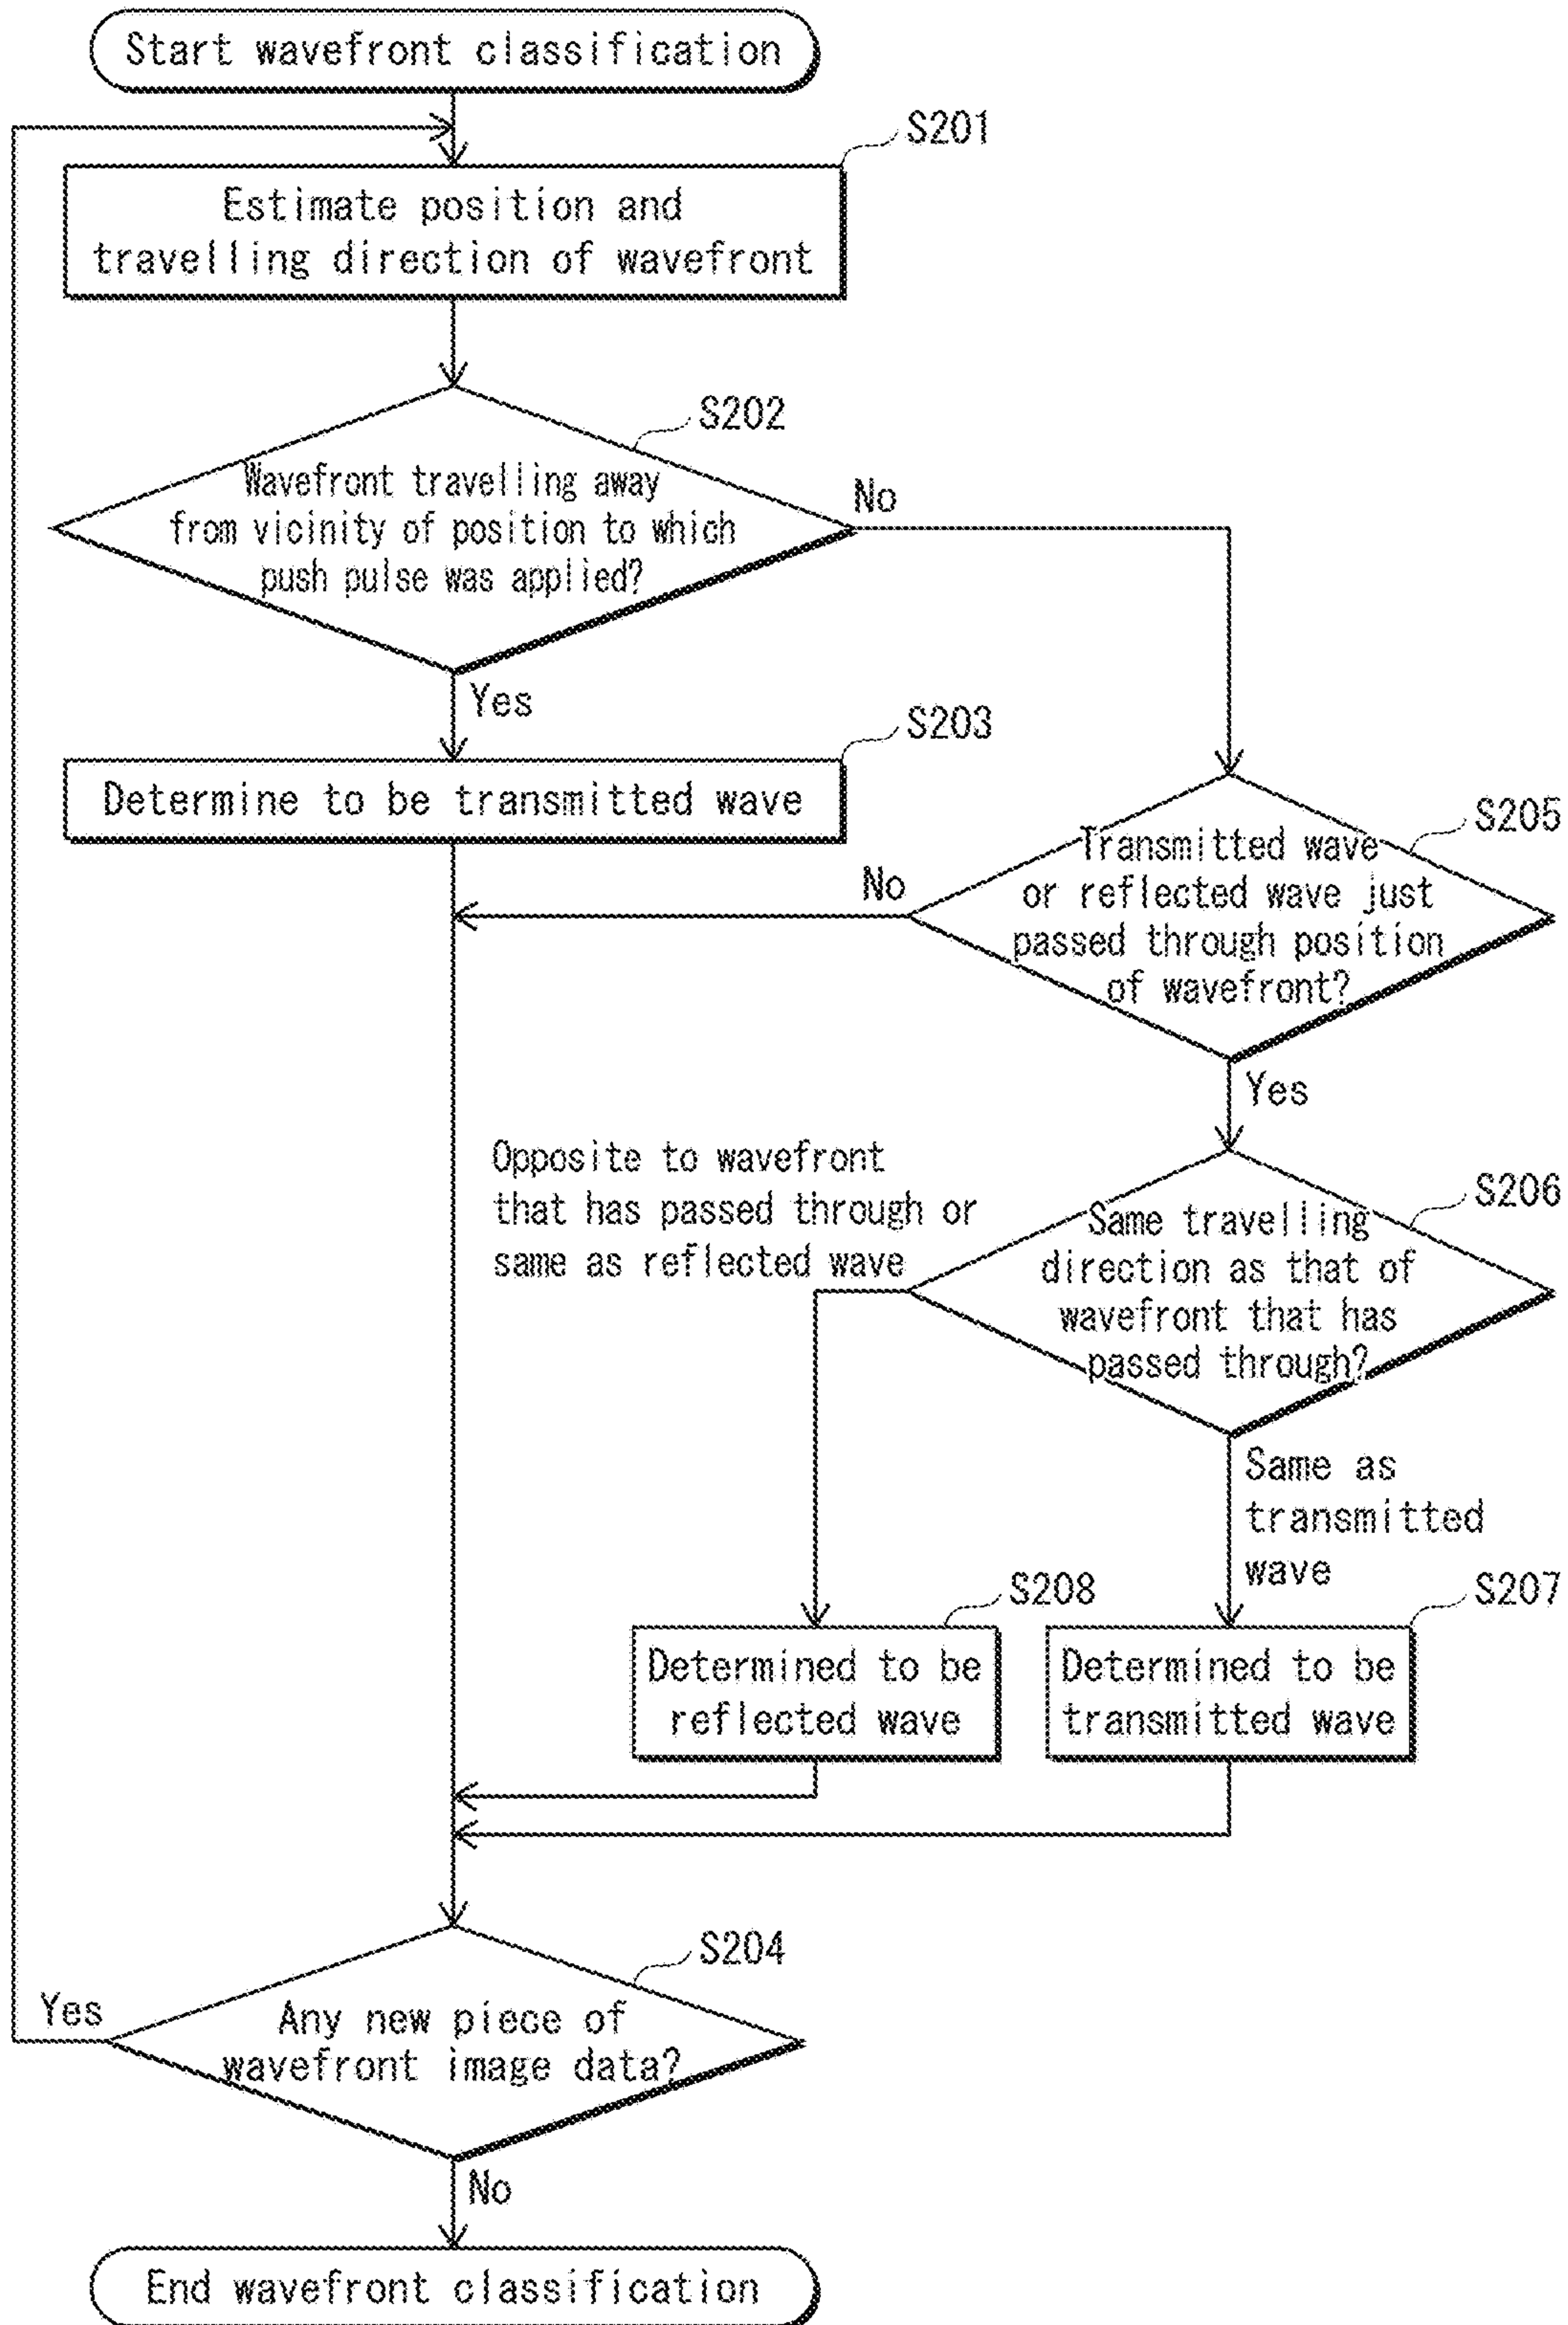 Start wavefront classification
S201
Estimate position and
travelling direction of wavefront
S202
Wavefront travelling away
from vicinity of position to which
push pulse was applied?
No
Yes
S203
Determine to be transmitted wave
S205
Transmitted wave
or reflected wave just
passed through position
of wavefront?
No
Yes
Opposite to wavefront
that has passed through or
same as reflected wave
S206
Same travelling
direction as that of
wavefront that has
passed through?
Same as
transmitted
wave
S208
Determined to be
reflected wave
S207
Determined to be
transmitted wave
S204
Any new piece of
wavefront image data?
Yes
No
End wavefront classification